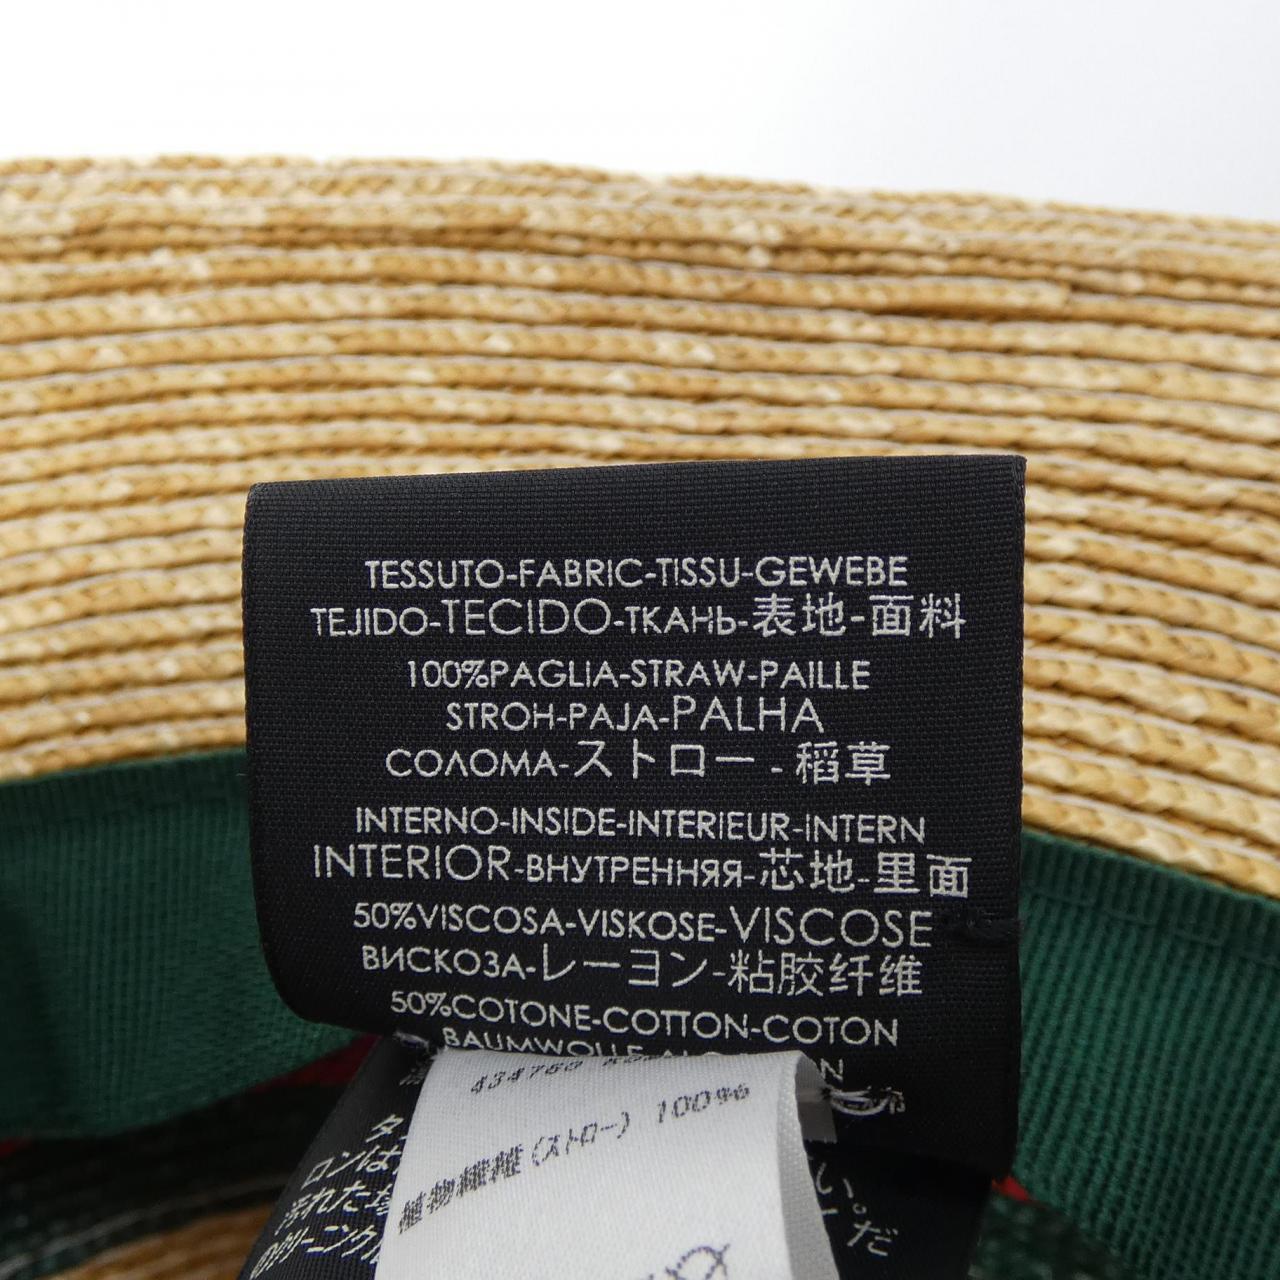 TESSUTO-FABRIC-TISSU-GEWEBE
TEJIDO-TECIDO-ТКАНЬ-表地-面料
100%PAGLIA-STRAW-PAILLE
STROH-PAJA-PALHA
СОЛОМА-ストロー-稻草
INTERNO-INSIDE-INTERIEUR-INTERN
INTERIOR-ВНУТРЕННЯЯ-芯地-里面
50%VISCOSA-VISKOSE-VISCOSE
ВИСКОЗА-レーヨン-粘胶纤维
50%COTONE-COTTON-COTON
BAUMWOLLE
434760
植物繊維(ストロー) 100%